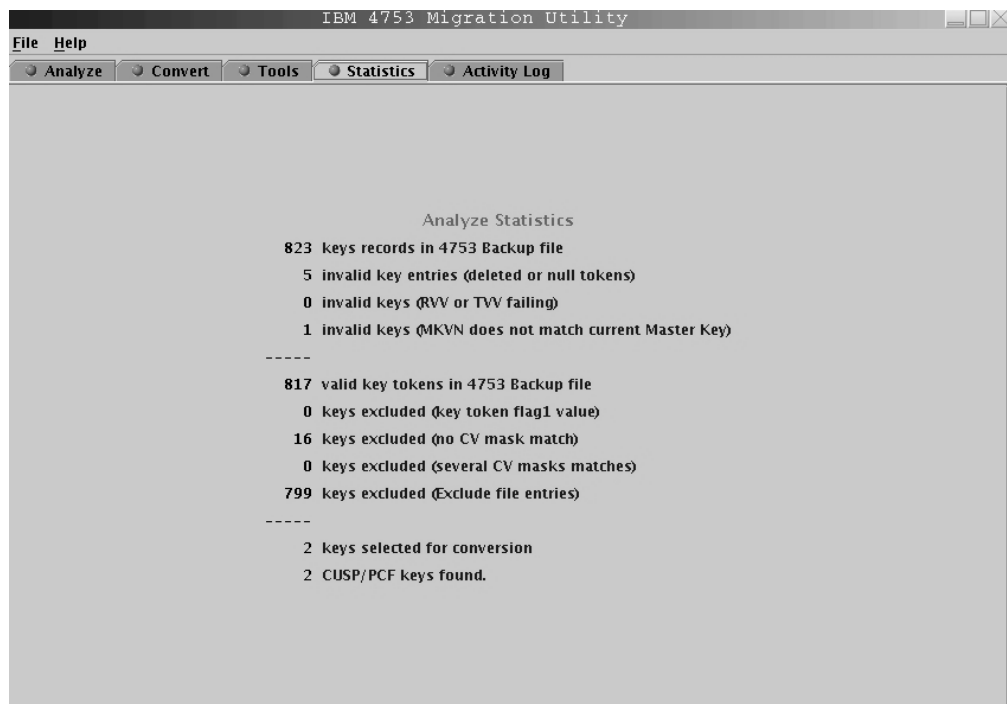 IBM 4753 Migration Utility
File Help
Analyze Convert Tools Statistics Activity Log
Analyze Statistics
823 keys records in 4753 Backup file
5 invalid key entries (deleted or null tokens)
0 invalid keys (RVV or TVV failing)
1 invalid keys (MKVN does not match current Master Key)
-----
817 valid key tokens in 4753 Backup file
0 keys excluded (key token flag1 value)
16 keys excluded (no CV mask match)
0 keys excluded (several CV masks matches)
799 keys excluded (Exclude file entries)
-----
2 keys selected for conversion
2 CUSP/PCF keys found.